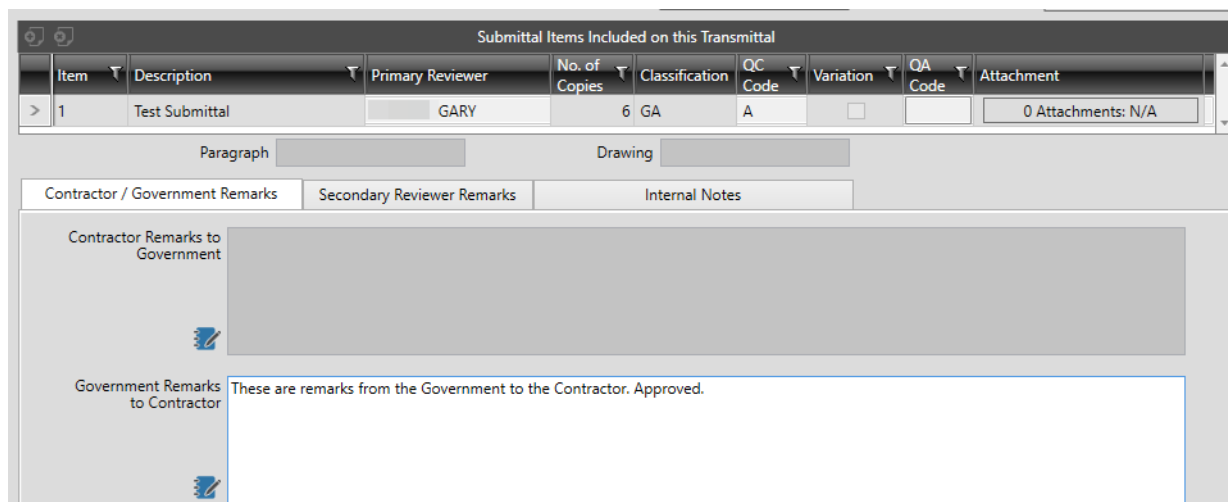 Submittal Items Included on this Transmittal
Item Description Primary Reviewer No. of Copies Classification QC Code Variation QA Code Attachment
1 Test Submittal GARY 6 GA A 0 Attachments: N/A
Paragraph Drawing
Contractor / Government Remarks Secondary Reviewer Remarks Internal Notes
Contractor Remarks to
Government
Government Remarks These are remarks from the Government to the Contractor. Approved.
to Contractor